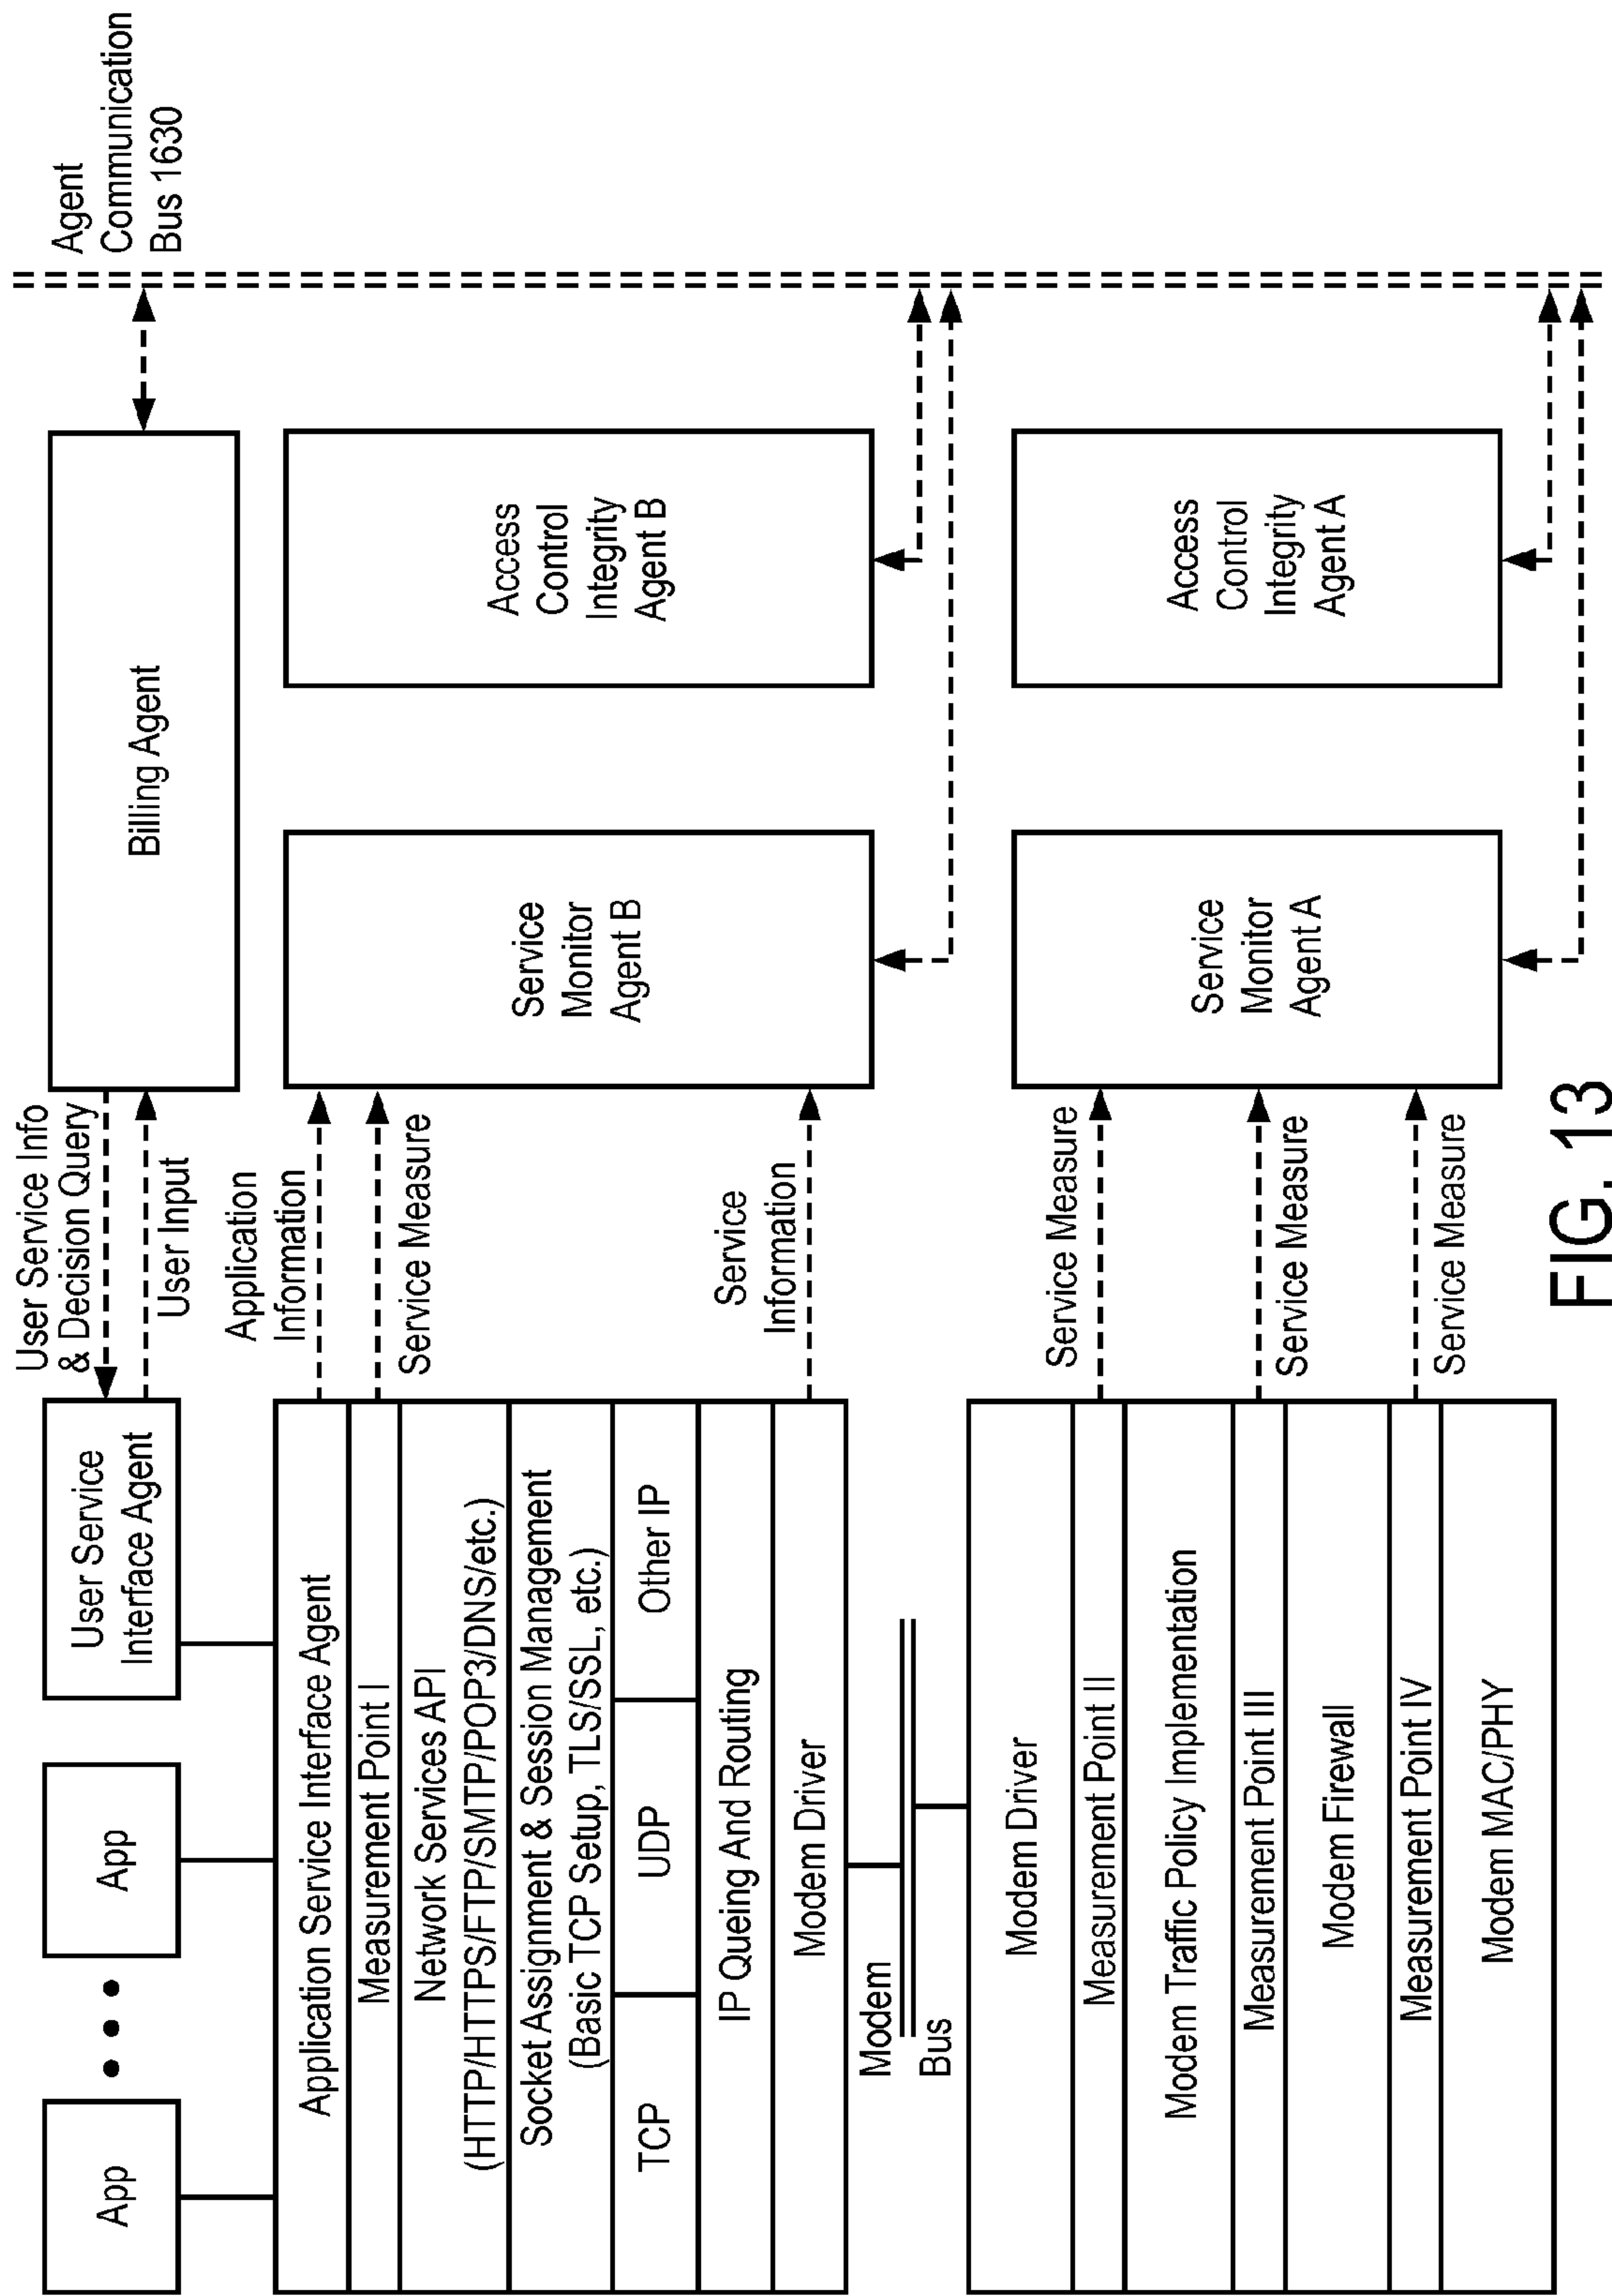 App
App
User Service
Interface Agent
User Service Info
& Decision Query
User Input
Billing Agent
Agent
Communication
Bus 1630
Application Service Interface Agent
Measurement Point I
Network Services API
(HTTP/HTTPS/FTP/SMTP/POP3/DNS/etc.)
Socket Assignment & Session Management
(Basic TCP Setup, TLS/SSL, etc.)
TCP
UDP
Other IP
IP Queing And Routing
Modem Driver
Application
Information
Service Measure
Service
Information
Service
Monitor
Agent B
Access
Control
Integrity
Agent B
Modem
Bus
Modem Driver
Measurement Point II
Modem Traffic Policy Implementation
Measurement Point III
Modem Firewall
Measurement Point IV
Modem MAC/PHY
Service Measure
Service Measure
Service Measure
Service
Monitor
Agent A
Access
Control
Integrity
Agent A
FIG. 13